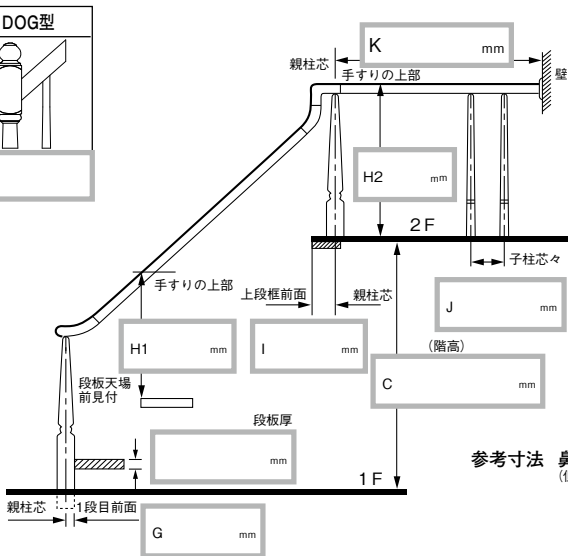 DOG型
K mm
親柱芯
手すりの上部
壁
H2 mm
2F
子柱芯々
手すりの上部
上段框前面
親柱芯
J mm
H1 mm
I mm
(階高)
C mm
段板天場
前見付
段板厚
mm
参考寸法
1F
親柱芯
1段目前面
G mm